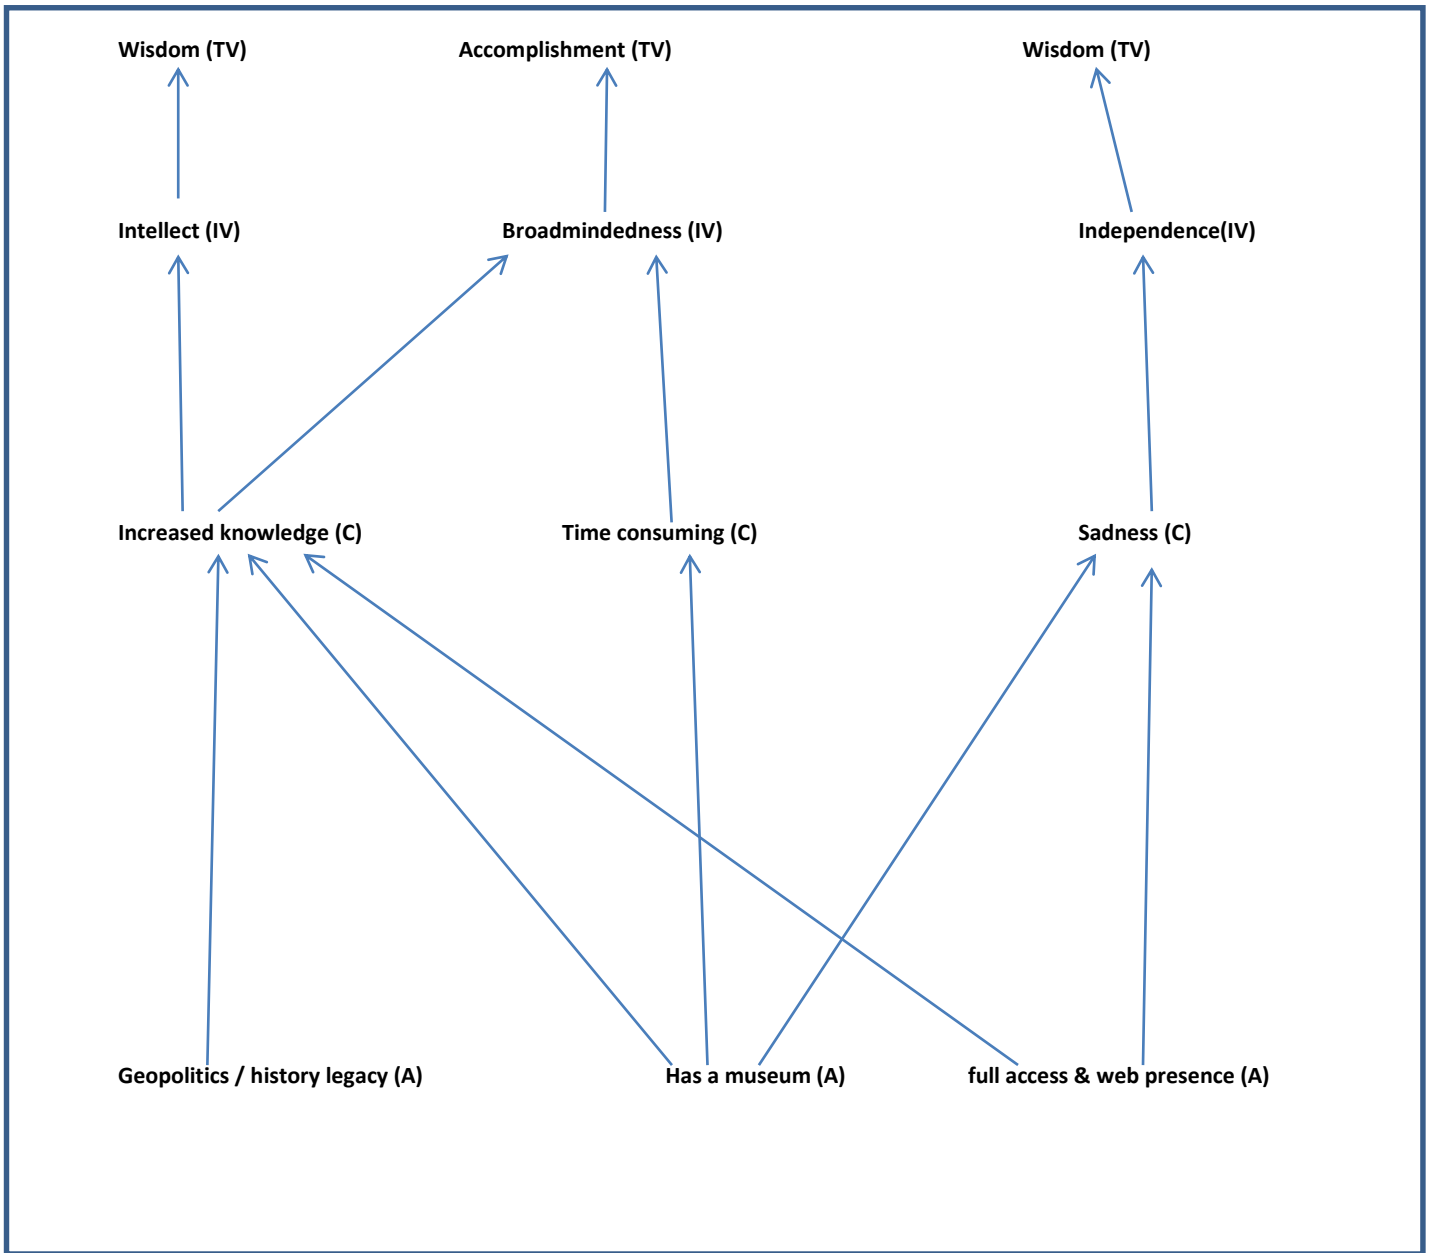 Wisdom (TV)
Accomplishment (TV)
Wisdom (TV)
Intellect (IV)
Broadmindedness (IV)
Independence(IV)
Increased knowledge (C)
Time consuming (C)
Sadness (C)
Geopolitics / history legacy (A)
Has a museum (A)
full access & web presence (A)